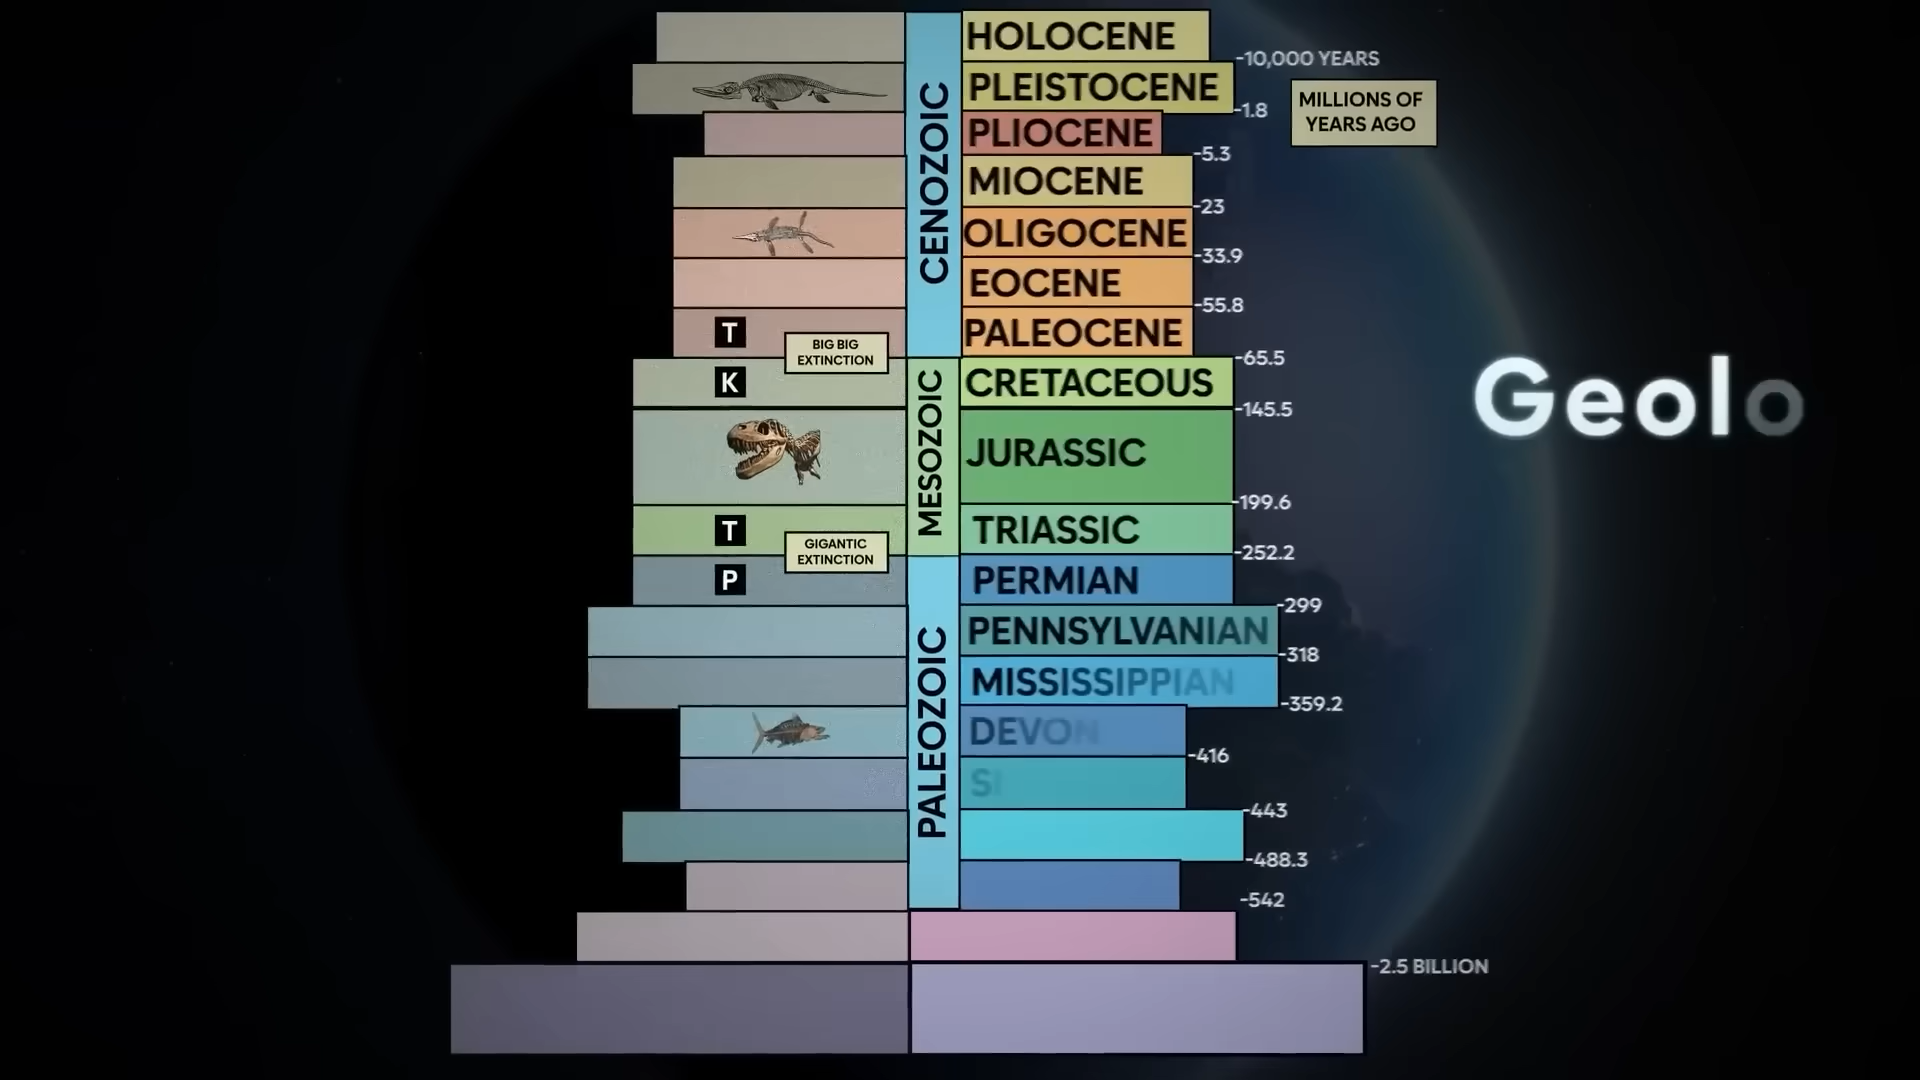 HOLOCENE
-10,000 YEARS
PLEISTOCENE
-1.8
MILLIONS OF
YEARS AGO
PLIOCENE
-5.3
MIOCENE
-23
OLIGOCENE
-33.9
EOCENE
-55.8
T
PALEOCENE
BIG BIG
EXTINCTION
-65.5
K
CRETACEOUS
-145.5
JURASSIC
-199.6
T
TRIASSIC
GIGANTIC
EXTINCTION
-252.2
P
PERMIAN
-299
PENNSYLVANIAN
-318
MISSISSIPPIAN
-359.2
DEVON
-416
SI
-443
-488.3
-542
-2.5 BILLION
CENOZOIC
MESOZOIC
PALEOZOIC
Geolo